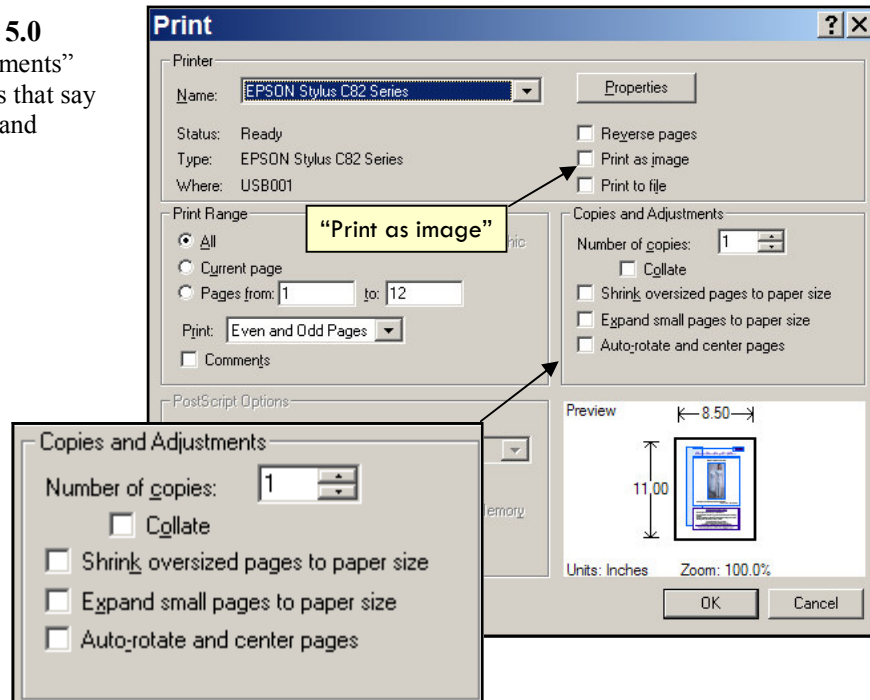 5.0
ments”
s that say
and
Print
Printer
Name: EPSON Stylus C82 Series
Properties
Status: Ready
Type: EPSON Stylus C82 Series
Where: USB001
Reverse pages
Print as image
Print to file
“Print as image”
Print Range
All
Current page
Pages from: 1 to: 12
Print: Even and Odd Pages
Comments
Copies and Adjustments
Number of copies: 1
Collate
Shrink oversized pages to paper size
Expand small pages to paper size
Auto-rotate and center pages
PostScript Options
Preview
8.50
11.00
Units: Inches Zoom: 100.0%
OK Cancel
Copies and Adjustments
Number of copies: 1
Collate
Shrink oversized pages to paper size
Expand small pages to paper size
Auto-rotate and center pages